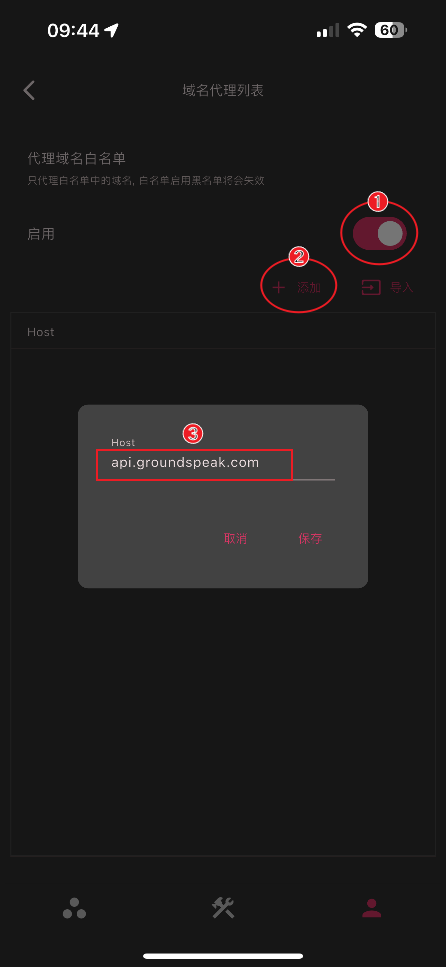 09:44
60
域名代理列表
代理域名白名单
只代理白名单中的域名, 白名单启用黑名单将会失效
①
启用
②
添加 导入
Host
③
Host
api.groundspeak.com
取消 保存